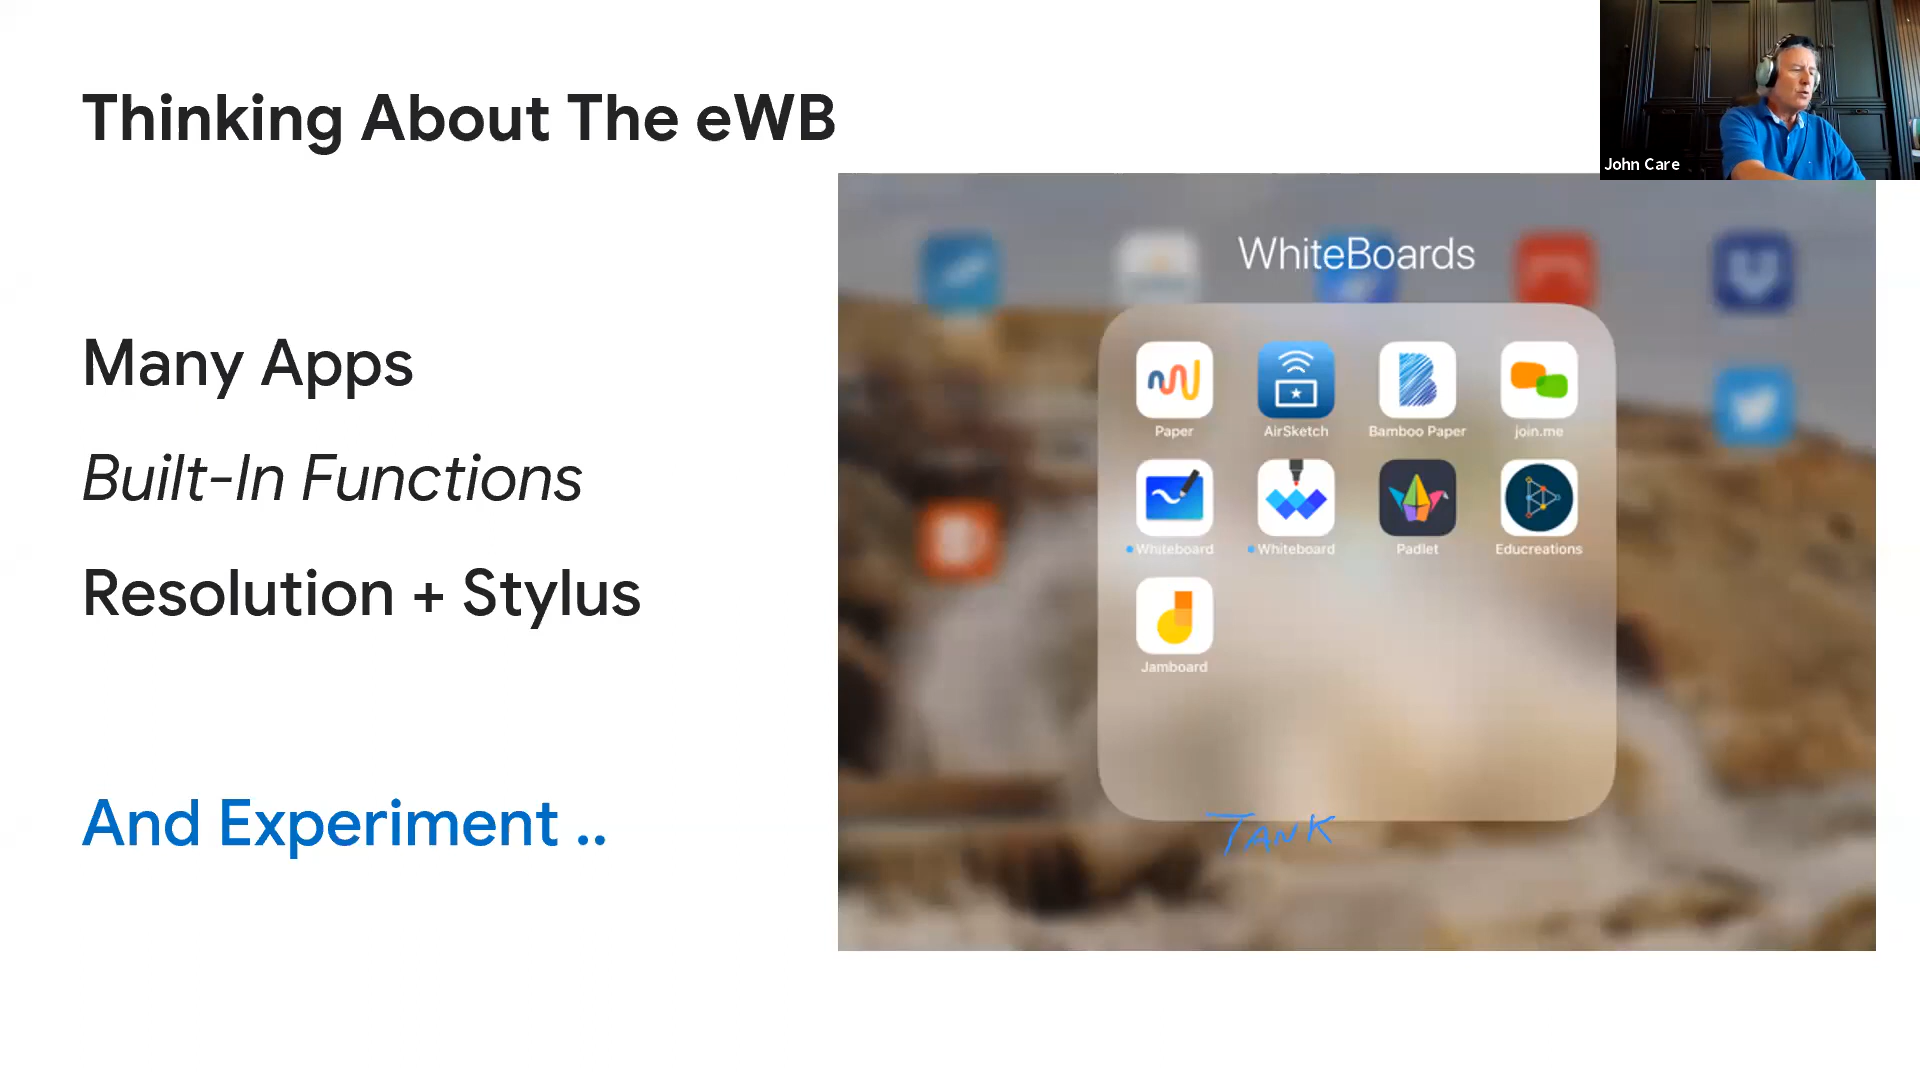 Thinking About The eWB
John Care
Many Apps
Built-In Functions
Resolution + Stylus
And Experiment ..
WhiteBoards
Paper
AirSketch
Bamboo Paper
join.me
Whiteboard
Whiteboard
Padlet
Educreations
Jamboard
TANK